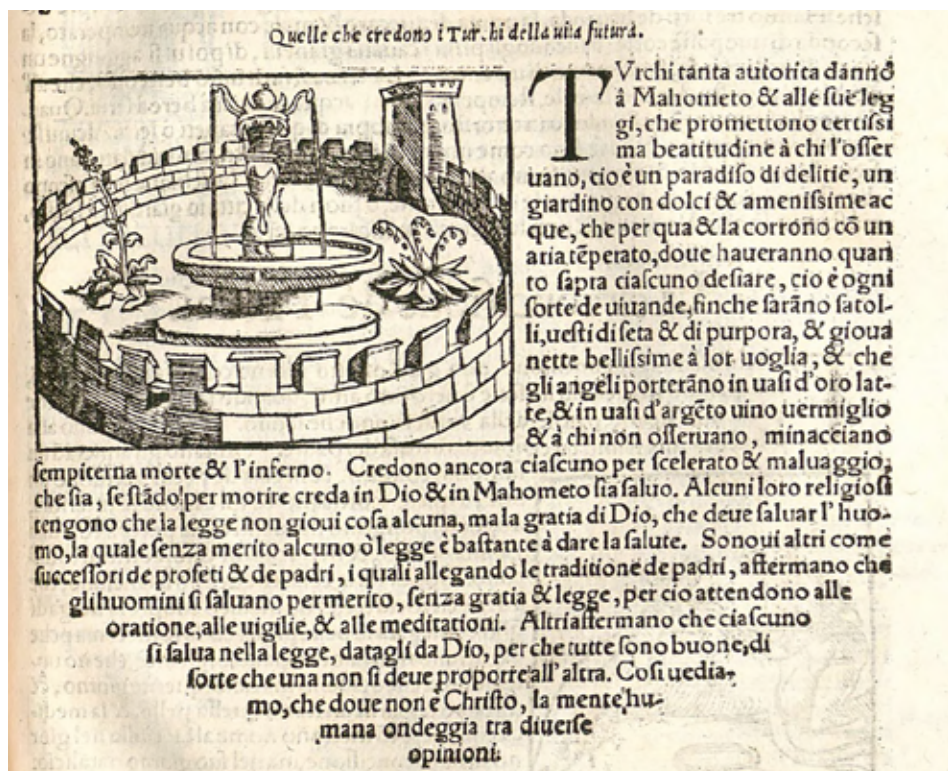 Quelle che credono i Tur. hi della uita futura.
TVrchi tanta autorita danno
â Mahometo & alle sue leg
gi, che promettono certissi
ma beatitudine à chi l'osser
uano, cio è un paradiso di delitie, un
giardino con dolci & amenissime ac
que, che per qua & la corrono cõ un
aria tẽperato, doue haueranno quan
to sapra ciascuno desiare, cio è ogni
sorte de uiuande, finche sarãno satol-
li, uesti di seta & di purpora, & gioua
nette bellissime à lor uoglia, & che
gli angeli porterãno in uasi d'oro lat-
te, & in uasi d'argẽto uino uermiglio
& à chi non osseruano, minacciano
sempiterna morte & l'inferno. Credono ancora ciascuno per scelerato & maluaggio,
che sia, se stãdo per morire creda in Dio & in Mahometo sia saluo. Alcuni loro religiosi
tengono che la legge non gioui cosa alcuna, ma la gratia di Dio, che deue saluar l'huo-
mo, la quale senza merito alcuno ò legge è bastante à dare la salute. Sonoui altri come
successori de profeti & de padri, i quali allegando le traditione de padri, affermano che
gli huomini si saluano per merito, senza gratia & legge, per cio attendono alle
oratione, alle uigilie, & alle meditationi. Altri affermano che ciascuno
si salua nella legge, datagli da Dio, per che tutte sono buone, di
sorte che una non si deue proporre all'altra. Cosi uedia-
mo, che doue non è Christo, la mente hu-
mana ondeggia tra diuerse
opinioni.